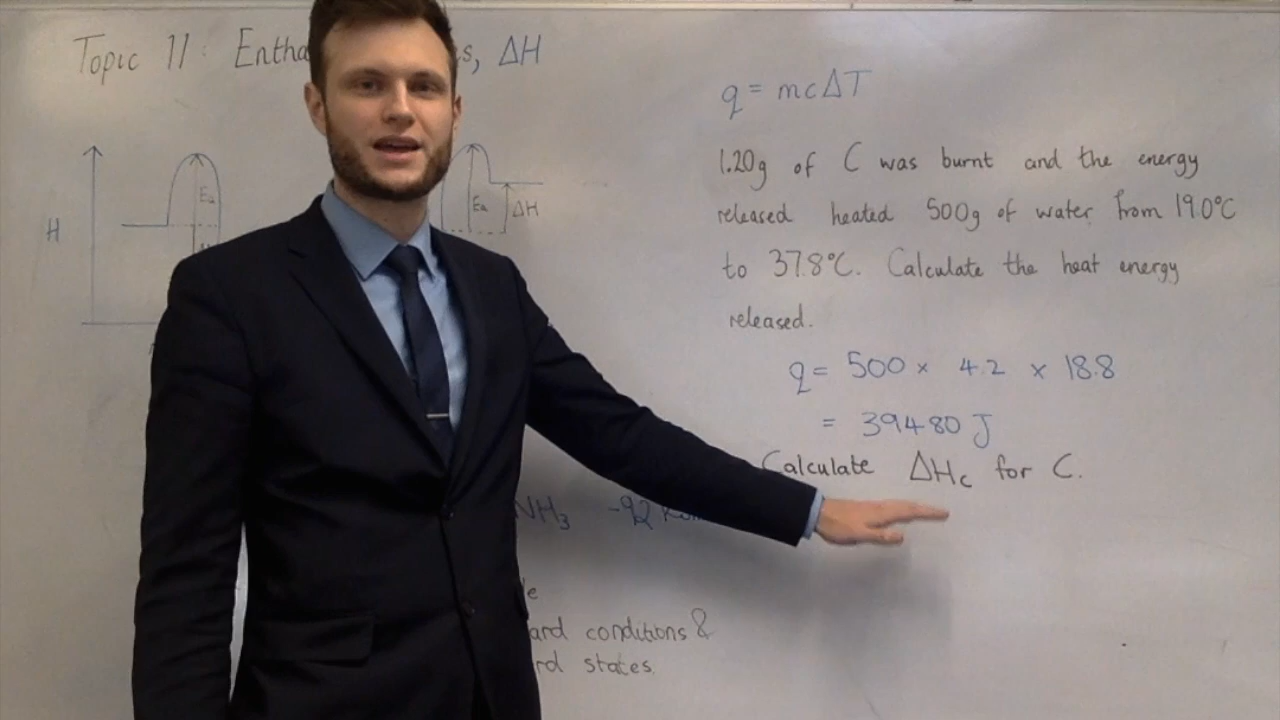 Topic 11: Entha s, ΔH
H
Ea
Ea
ΔH
NH₃ -92
ard conditions &
rd states.
q = mcΔT
1.20g of C was burnt and the energy
released heated 500g of water from 19.0°C
to 37.8°C. Calculate the heat energy
released.
q = 500 × 4.2 × 18.8
= 39480 J
Calculate ΔHc for C.